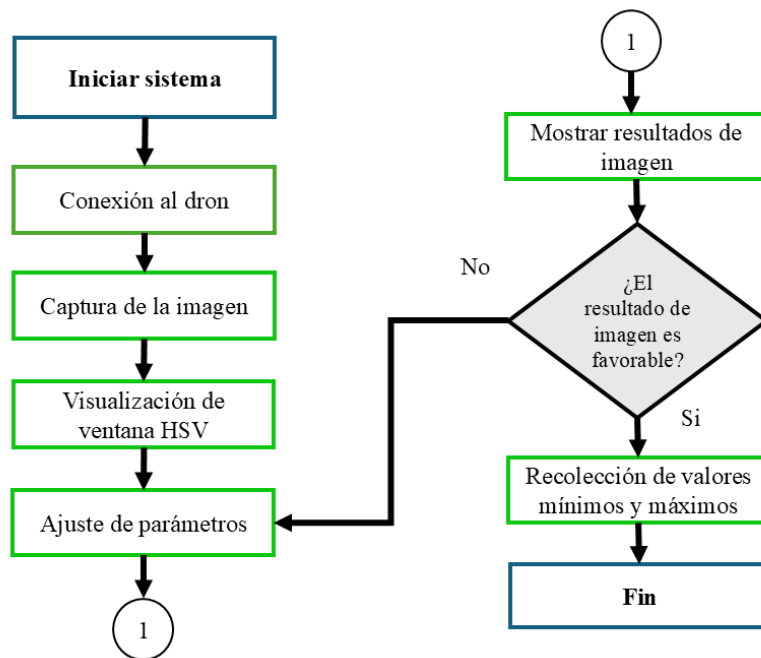 Iniciar sistema
Conexión al dron
Captura de la imagen
Visualización de
ventana HSV
Ajuste de parámetros
1
1
Mostrar resultados de
imagen
¿El
resultado de
imagen es
favorable?
No
Si
Recolección de valores
mínimos y máximos
Fin